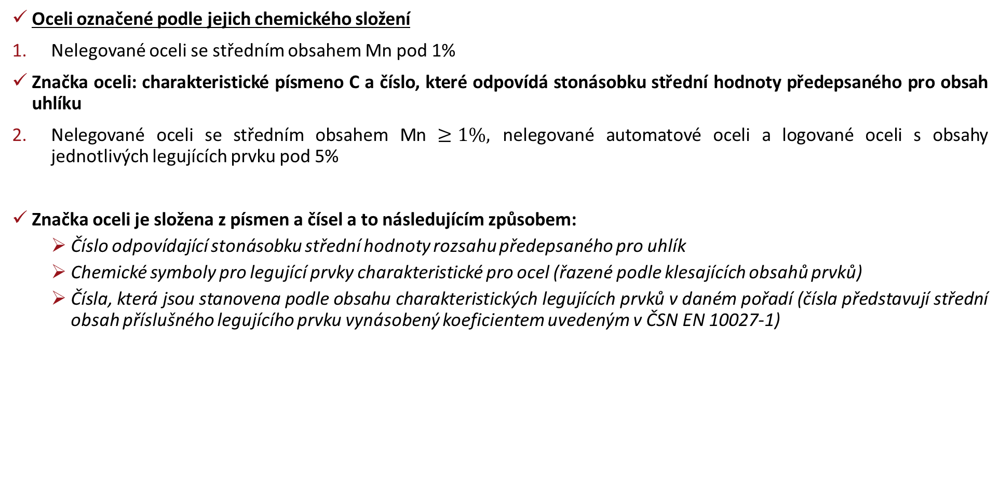 ✓ Oceli označené podle jejich chemického složení
1. Nelegované oceli se středním obsahem Mn pod 1%
✓ Značka oceli: charakteristické písmeno C a číslo, které odpovídá stonásobku střední hodnoty předepsaného pro obsah
uhlíku
2. Nelegované oceli se středním obsahem Mn ≥ 1%, nelegované automatové oceli a logované oceli s obsahy
jednotlivých legujících prvku pod 5%
✓ Značka oceli je složena z písmen a čísel a to následujícím způsobem:
➢ Číslo odpovídající stonásobku střední hodnoty rozsahu předepsaného pro uhlík
➢ Chemické symboly pro legující prvky charakteristické pro ocel (řazené podle klesajících obsahů prvků)
➢ Čísla, která jsou stanovena podle obsahu charakteristických legujících prvků v daném pořadí (čísla představují střední
obsah příslušného legujícího prvku vynásobený koeficientem uvedeným v ČSN EN 10027-1)